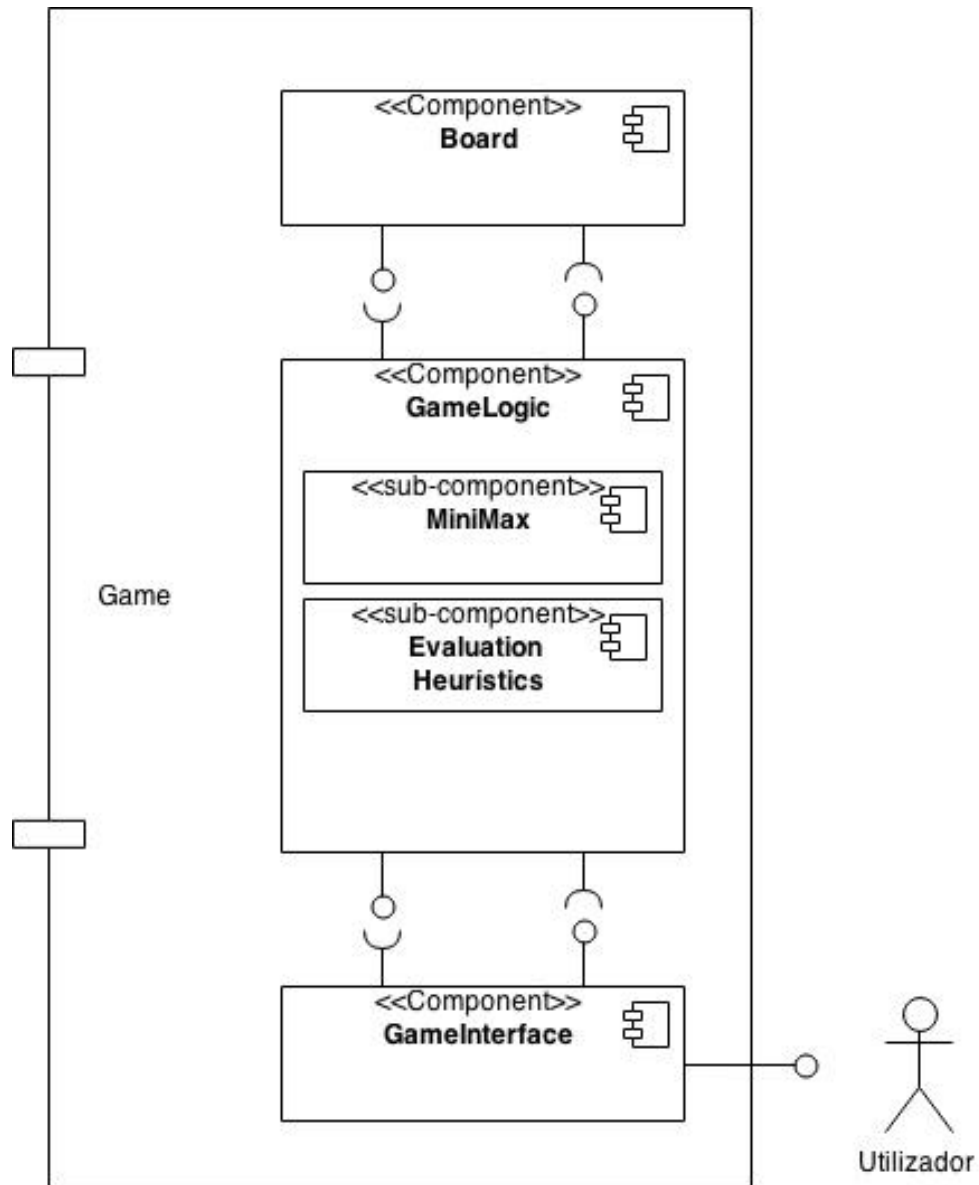 <<Component>>
Board
<<Component>>
GameLogic
<<sub-component>>
MiniMax
Game
<<sub-component>>
Evaluation
Heuristics
<<Component>>
GameInterface
Utilizador